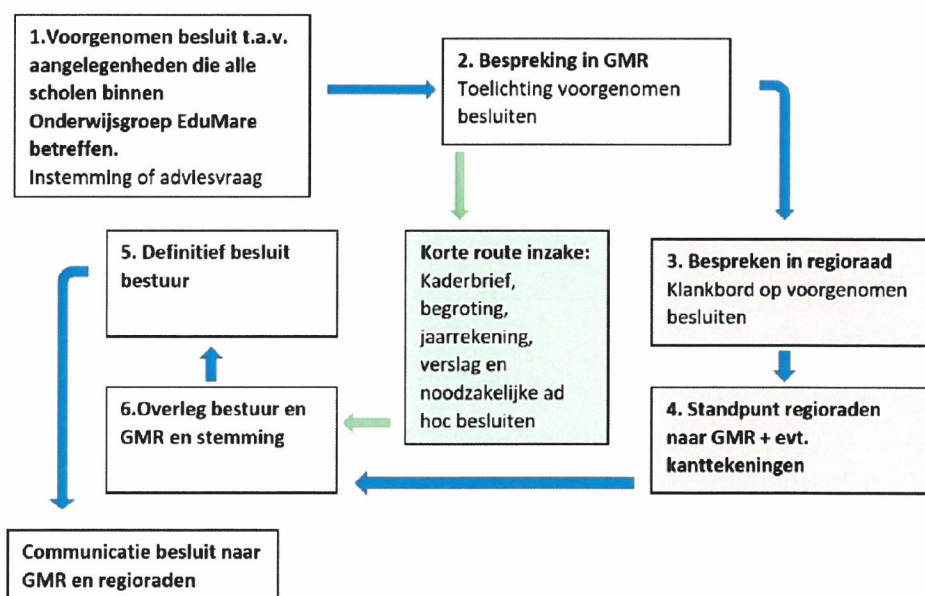 1.Voorgenomen besluit t.a.v.
aangelegenheden die alle
scholen binnen
Onderwijsgroep EduMare
betreffen.
Instemming of adviesvraag
2. Bespreking in GMR
Toelichting voorgenomen
besluiten
5. Definitief besluit
bestuur
Korte route inzake:
Kaderbrief,
begroting,
jaarrekening,
verslag en
noodzakelijke ad
hoc besluiten
3. Bespreken in regioraad
Klankbord op voorgenomen
besluiten
6.Overleg bestuur en
GMR en stemming
4. Standpunt regioraden
naar GMR + evt.
kanttekeningen
Communicatie besluit naar
GMR en regioraden